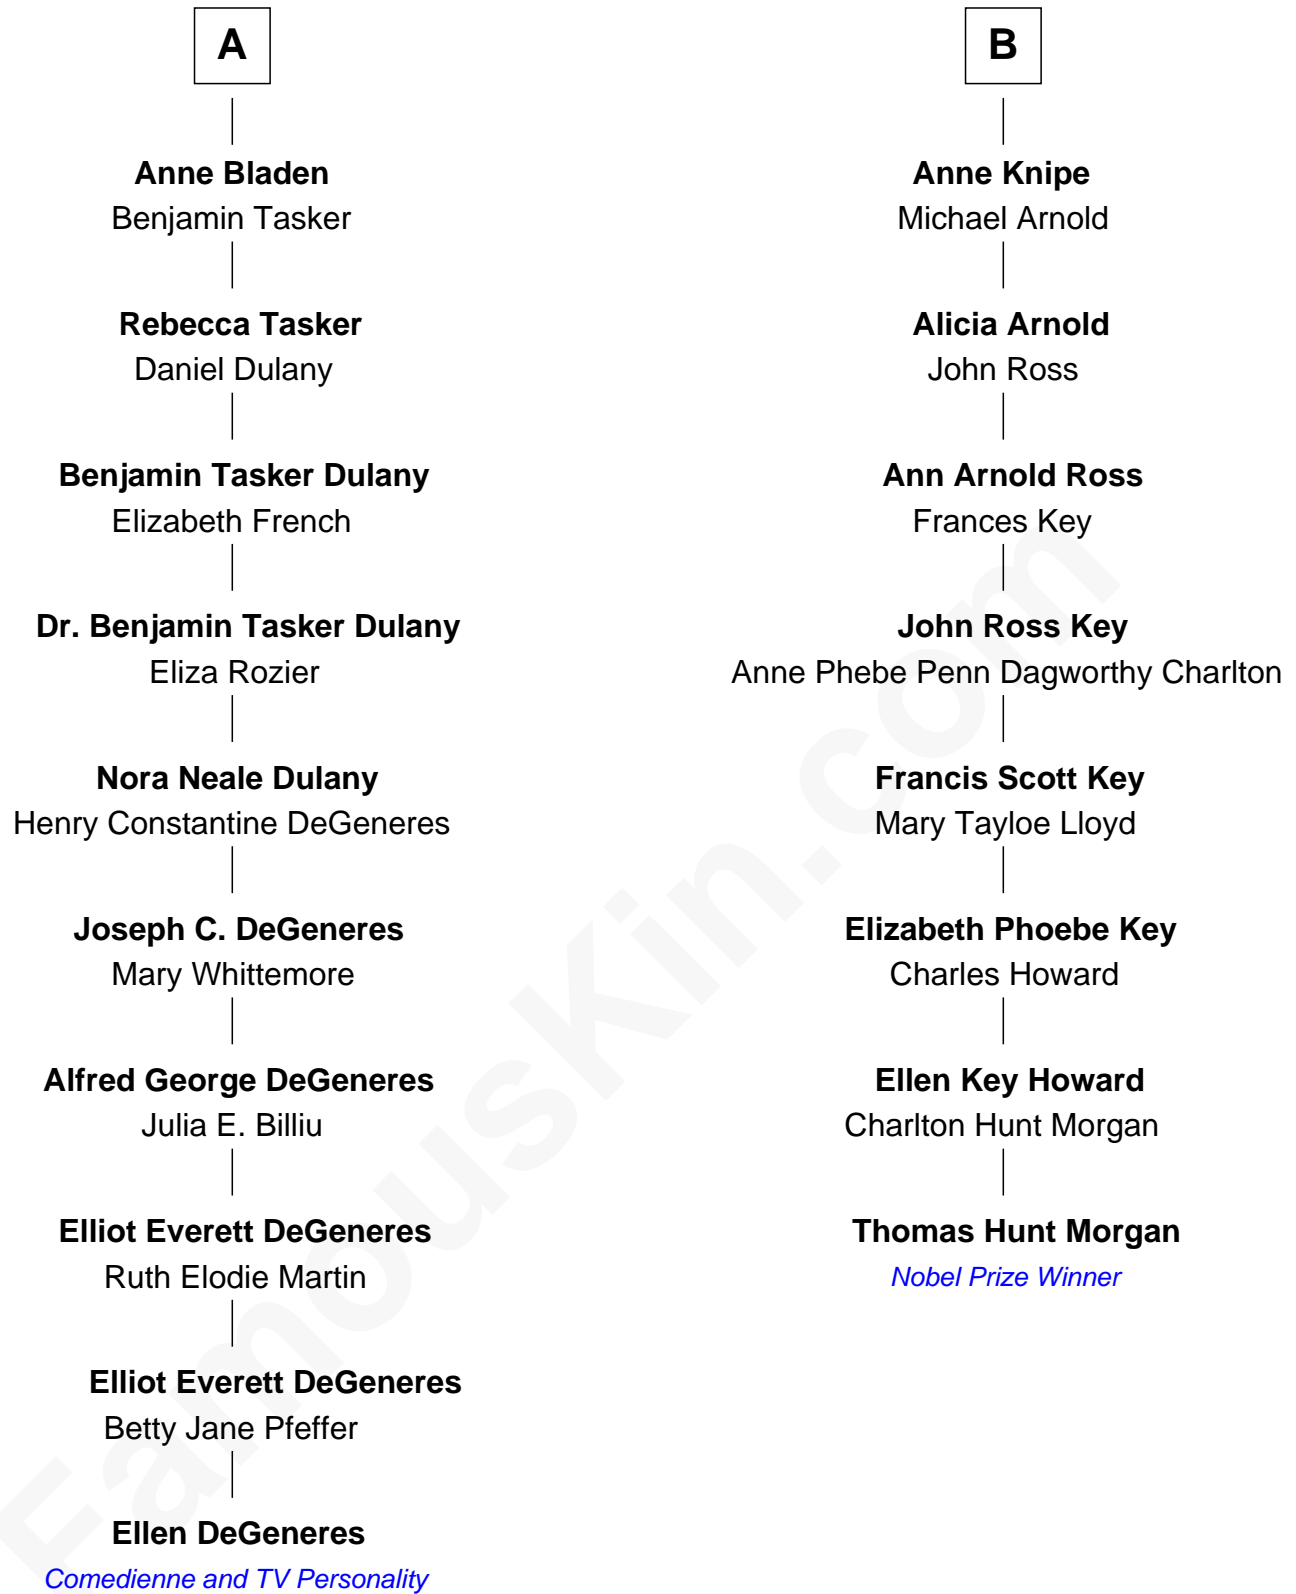 A
Anne Bladen
Benjamin Tasker
Rebecca Tasker
Daniel Dulany
Benjamin Tasker Dulany
Elizabeth French
Dr. Benjamin Tasker Dulany
Eliza Rozier
Nora Neale Dulany
Henry Constantine DeGeneres
Joseph C. DeGeneres
Mary Whittemore
Alfred George DeGeneres
Julia E. Billiu
Elliot Everett DeGeneres
Ruth Elodie Martin
Elliot Everett DeGeneres
Betty Jane Pfeffer
Ellen DeGeneres
Comedienne and TV Personality
B
Anne Knipe
Michael Arnold
Alicia Arnold
John Ross
Ann Arnold Ross
Frances Key
John Ross Key
Anne Phebe Penn Dagworthy Charlton
Francis Scott Key
Mary Tayloe Lloyd
Elizabeth Phoebe Key
Charles Howard
Ellen Key Howard
Charlton Hunt Morgan
Thomas Hunt Morgan
Nobel Prize Winner
FamousKin.com